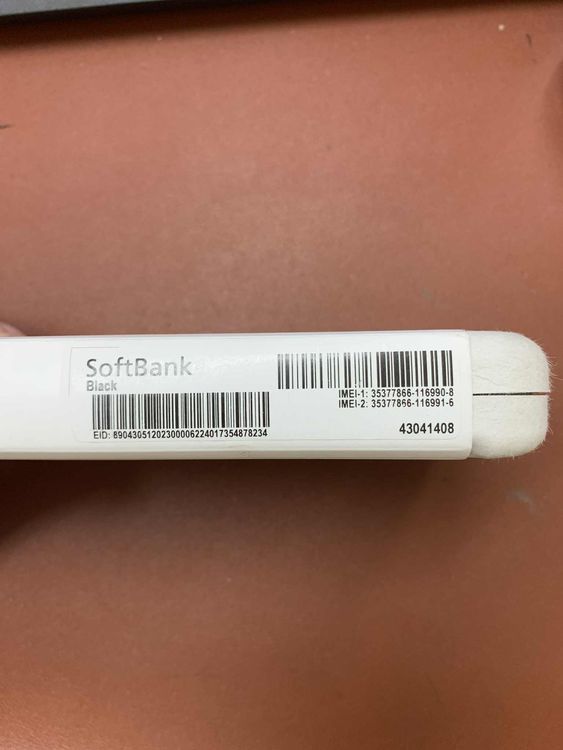 SoftBank
Black
EID: 89043051202300006224017354878234
IMEI-1: 35377866-116990-8
IMEI-2: 35377866-116991-6
43041408